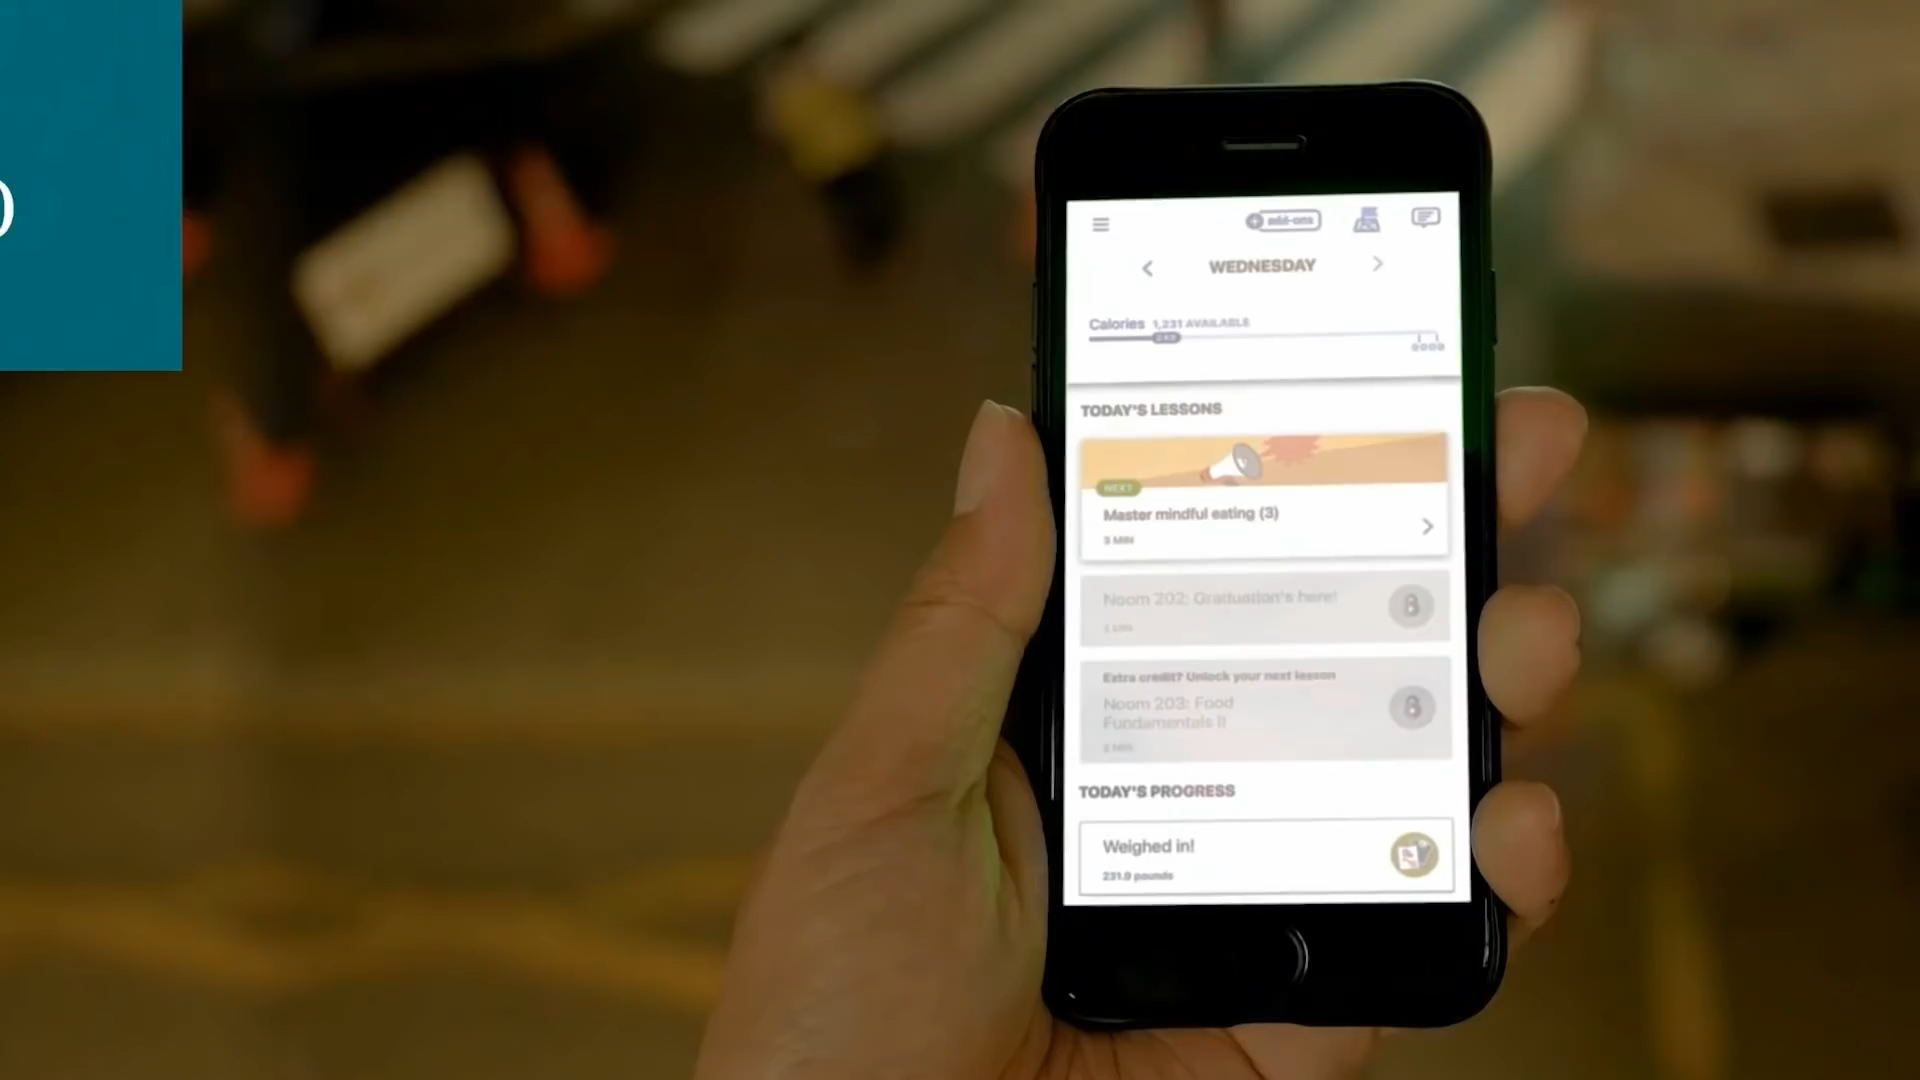 add-ons
WEDNESDAY
Calories 1,231 AVAILABLE
TODAY'S LESSONS
NEXT
Master mindful eating (3)
3 MIN
Noom 202: Graduation's here!
Extra credit? Unlock your next lesson
Noom 203: Food
Fundamentals II
TODAY'S PROGRESS
Weighed in!
231.9 pounds